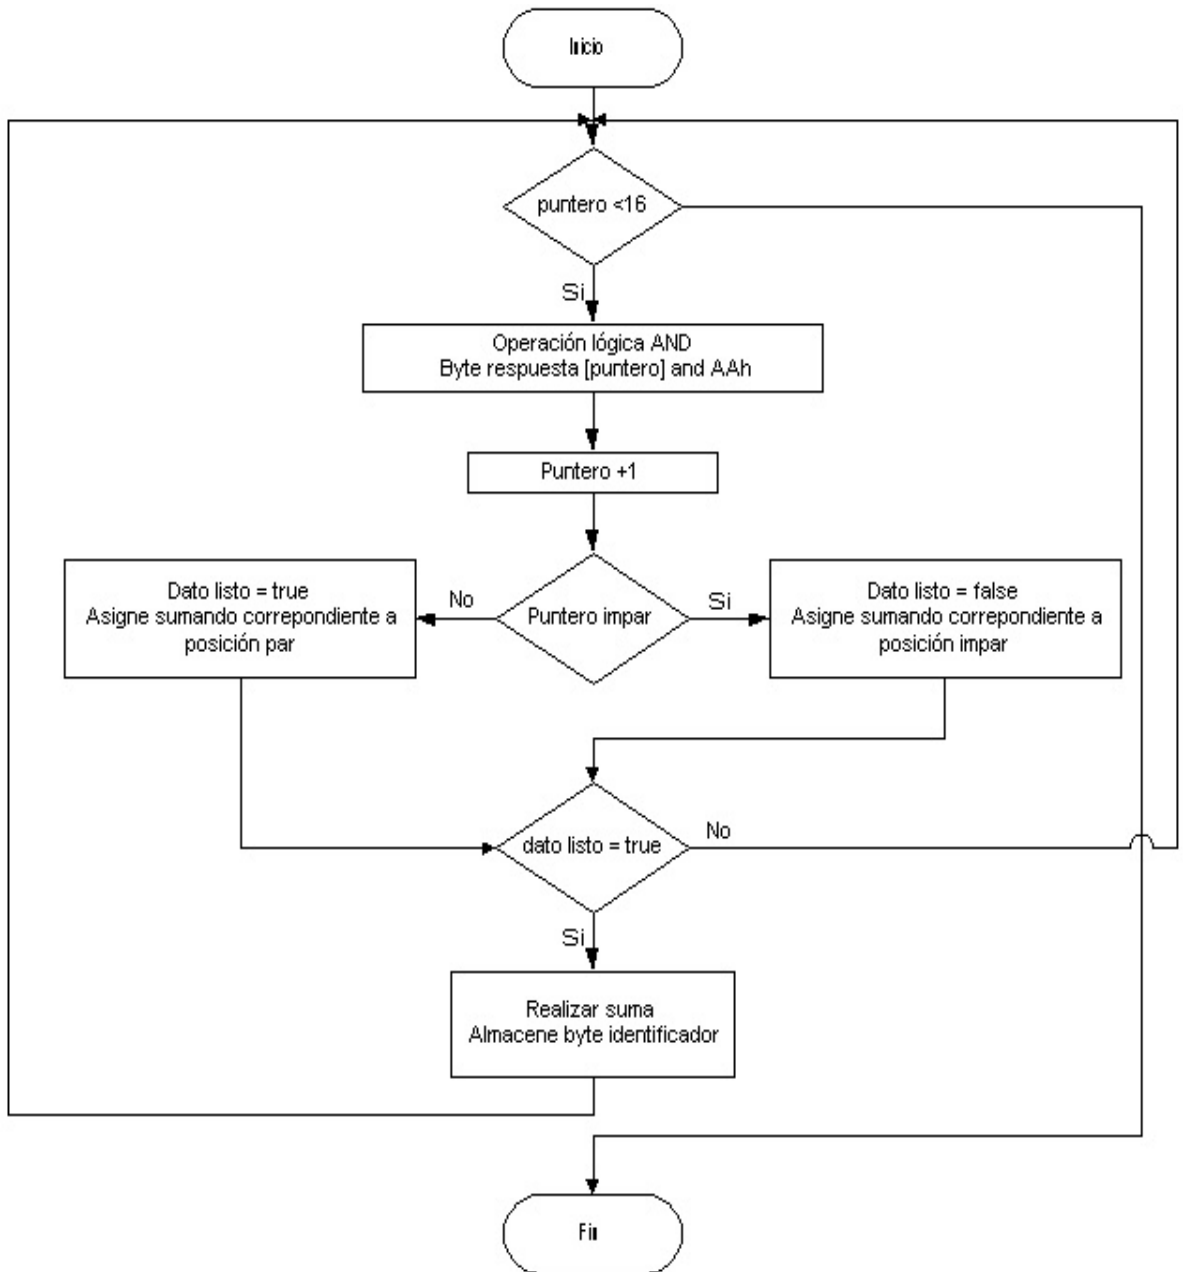 Inicio
puntero <16
Si
Operación lógica AND
Byte respuesta [puntero] and AAh
Puntero +1
Puntero impar
No
Si
Dato listo = true
Asigne sumando correpondiente a
posición par
Dato listo = false
Asigne sumando correpondiente a
posición impar
dato listo = true
No
Si
Realizar suma
Almacene byte identificador
Fin